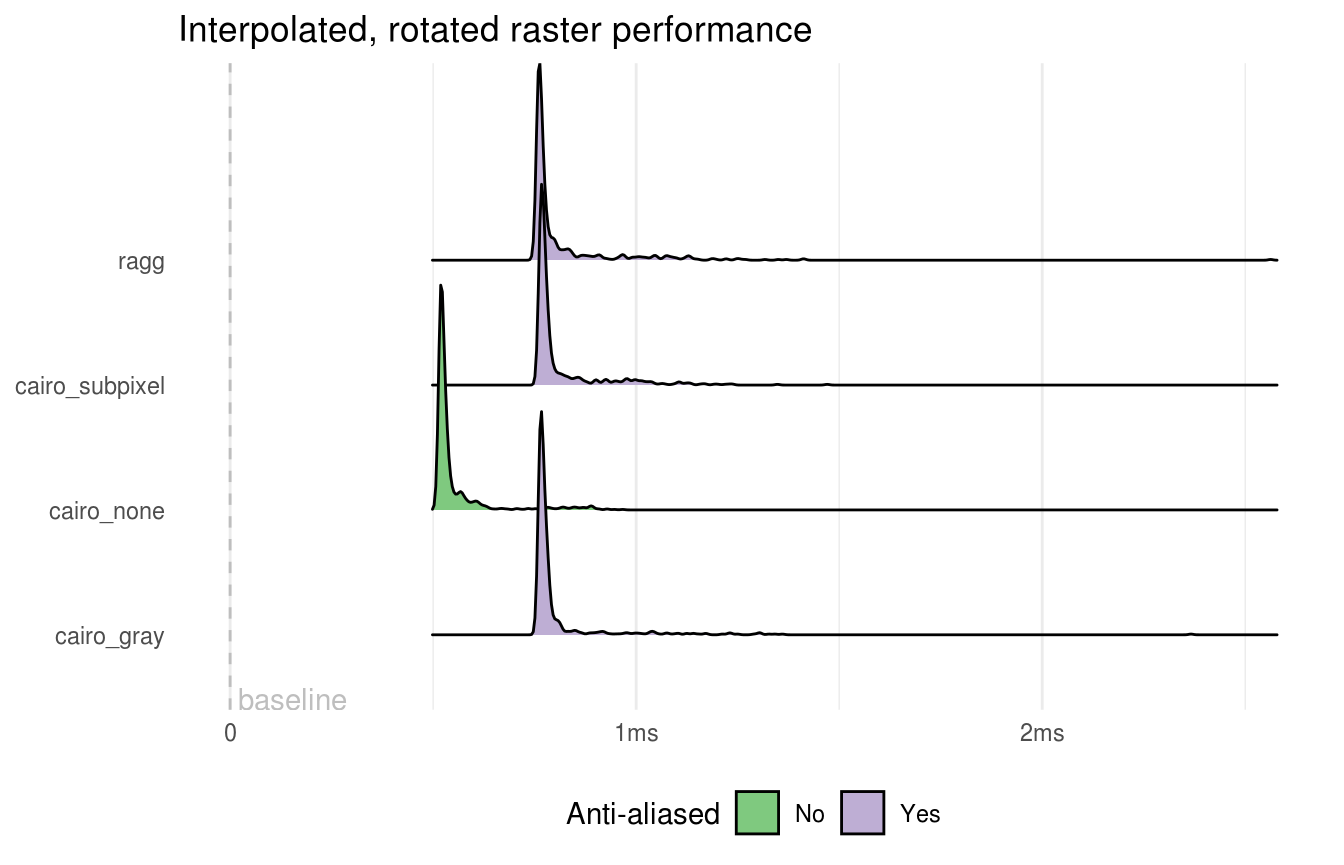 Interpolated, rotated raster performance
ragg
cairo_subpixel
cairo_none
cairo_gray
baseline
0 1ms 2ms
Anti-aliased No Yes